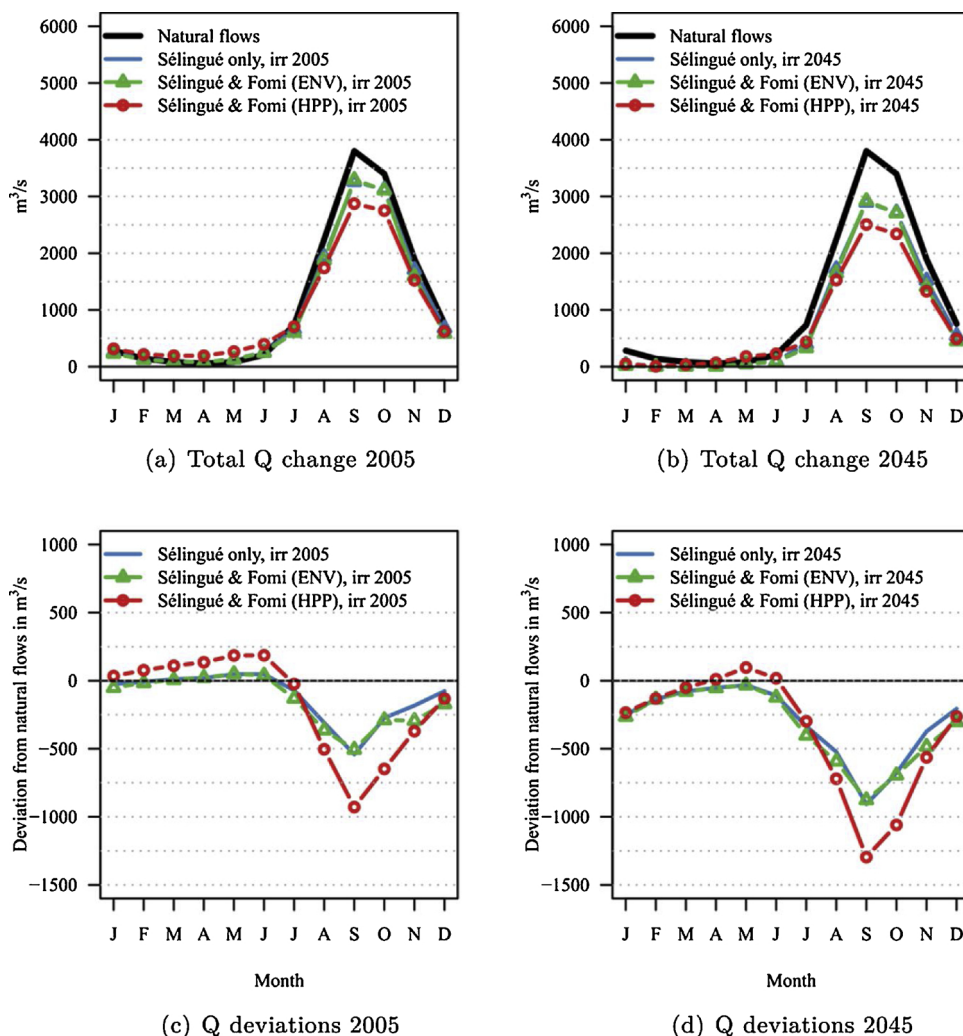 6000
5000
4000
3000
2000
1000
0
m³/s
Natural flows
Sélingué only, irr 2005
Sélingué & Fomi (ENV), irr 2005
Sélingué & Fomi (HPP), irr 2005
J F M A M J J A S O N D
(a) Total Q change 2005
6000
5000
4000
3000
2000
1000
0
m³/s
Natural flows
Sélingué only, irr 2045
Sélingué & Fomi (ENV), irr 2045
Sélingué & Fomi (HPP), irr 2045
J F M A M J J A S O N D
(b) Total Q change 2045
1000
500
0
−500
−1000
−1500
Deviation from natural flows in m³/s
Sélingué only, irr 2005
Sélingué & Fomi (ENV), irr 2005
Sélingué & Fomi (HPP), irr 2005
J F M A M J J A S O N D
Month
(c) Q deviations 2005
1000
500
0
−500
−1000
−1500
Deviation from natural flows in m³/s
Sélingué only, irr 2045
Sélingué & Fomi (ENV), irr 2045
Sélingué & Fomi (HPP), irr 2045
J F M A M J J A S O N D
Month
(d) Q deviations 2045